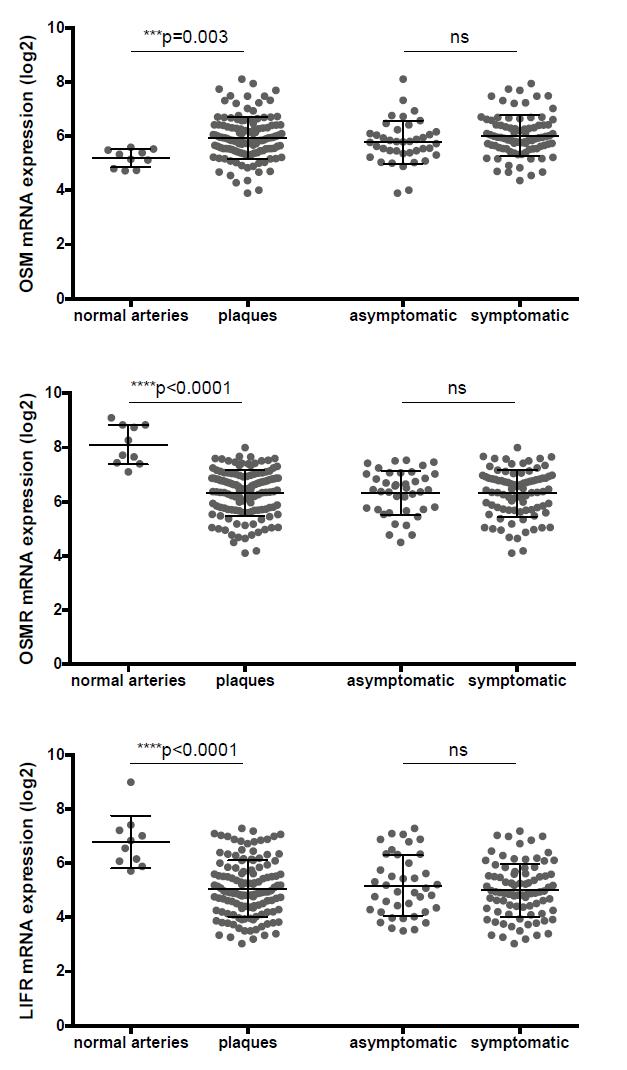 OSM mRNA expression (log2)
10
8
6
4
2
0
***p=0.003
ns
normal arteries
plaques
asymptomatic
symptomatic
OSMR mRNA expression (log2)
10
8
6
4
2
0
****p<0.0001
ns
normal arteries
plaques
asymptomatic
symptomatic
LIFR mRNA expression (log2)
10
8
6
4
2
0
****p<0.0001
ns
normal arteries
plaques
asymptomatic
symptomatic